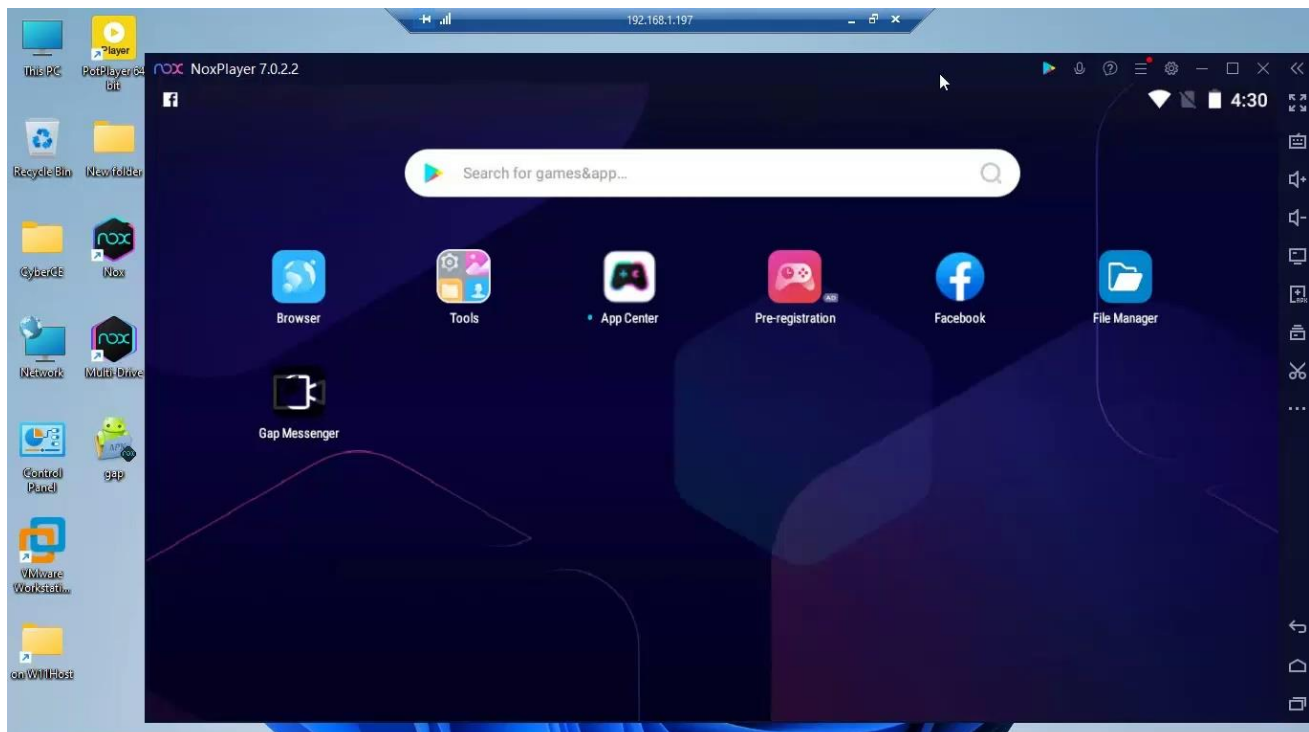 192.168.1.197
This PC
Player
PotPlayer 64
bit
Recycle Bin
New folder
CyberCE
Nox
Network
Multi-Drive
Control
Panel
gap
VMware
Workstati...
nox NoxPlayer 7.0.2.2
4:30
Search for games&app...
Browser
Tools
App Center
AD
Pre-registration
Facebook
File Manager
Gap Messenger